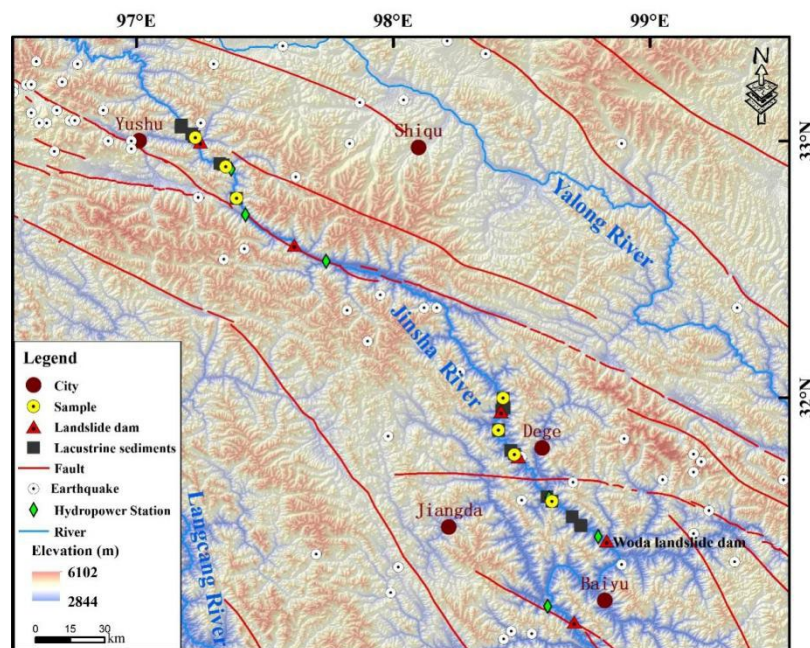 97°E 98°E 99°E
N
Yushu
Shiqu
33°N
Yalong River
Jinsha River
32°N
Dege
Jiangda
Woda landslide dam
Baiyu
Langcang River
Legend
City
Sample
Landslide dam
Lacustrine sediments
Fault
Earthquake
Hydropower Station
River
Elevation (m)
6102
2844
0 15 30
km